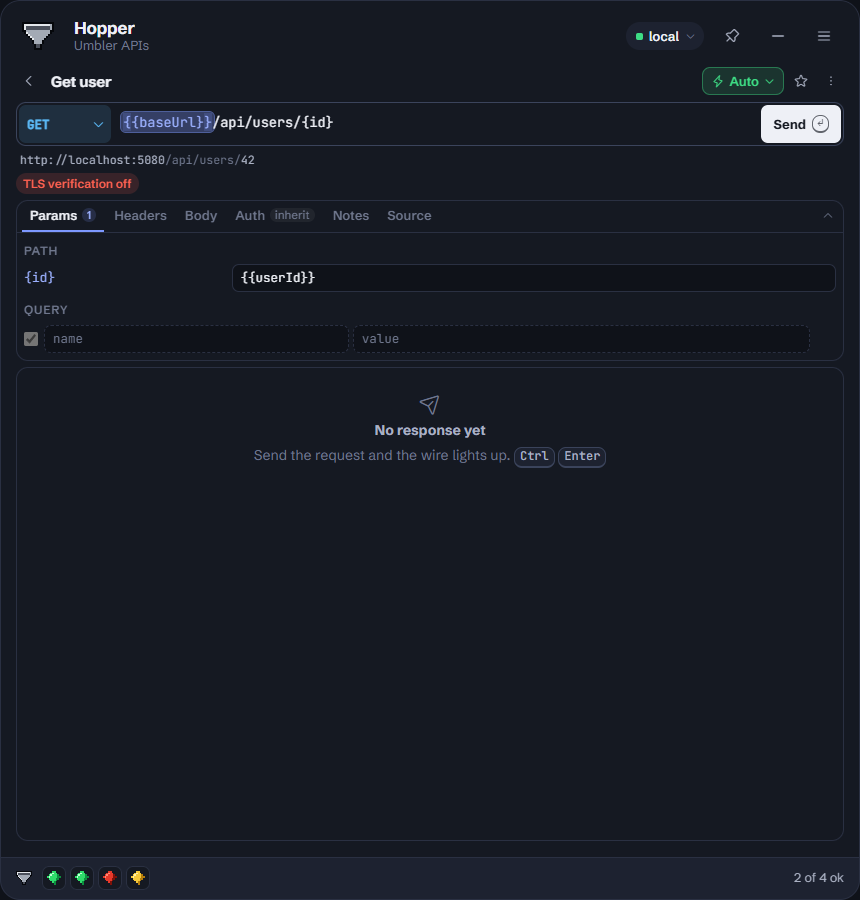 Hopper
Umbler APIs
local
Get user
Auto
GET
{{baseUrl}}/api/users/{id}
Send
http://localhost:5080/api/users/42
TLS verification off
Params 1 Headers Body Auth inherit Notes Source
PATH
{id} {{userId}}
QUERY
name value
No response yet
Send the request and the wire lights up. Ctrl Enter
2 of 4 ok